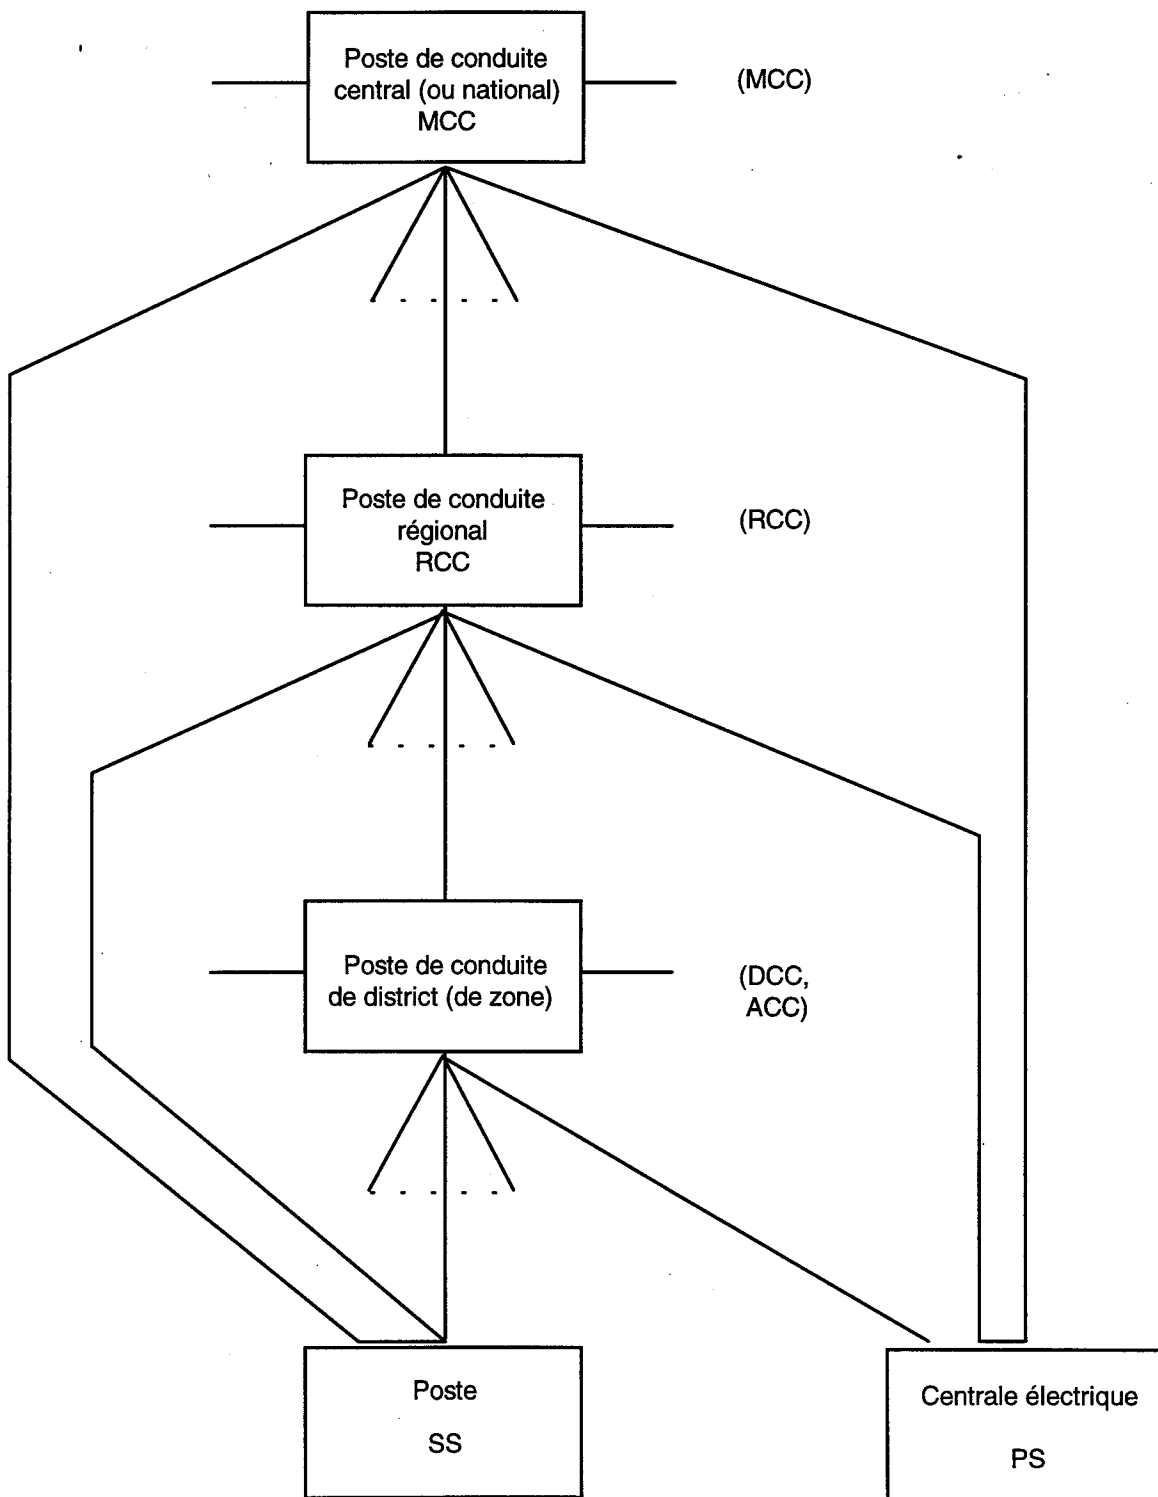 Poste de conduite
central (ou national)
MCC
(MCC)
Poste de conduite
régional
RCC
(RCC)
Poste de conduite
de district (de zone)
(DCC,
ACC)
Poste
SS
Centrale électrique
PS